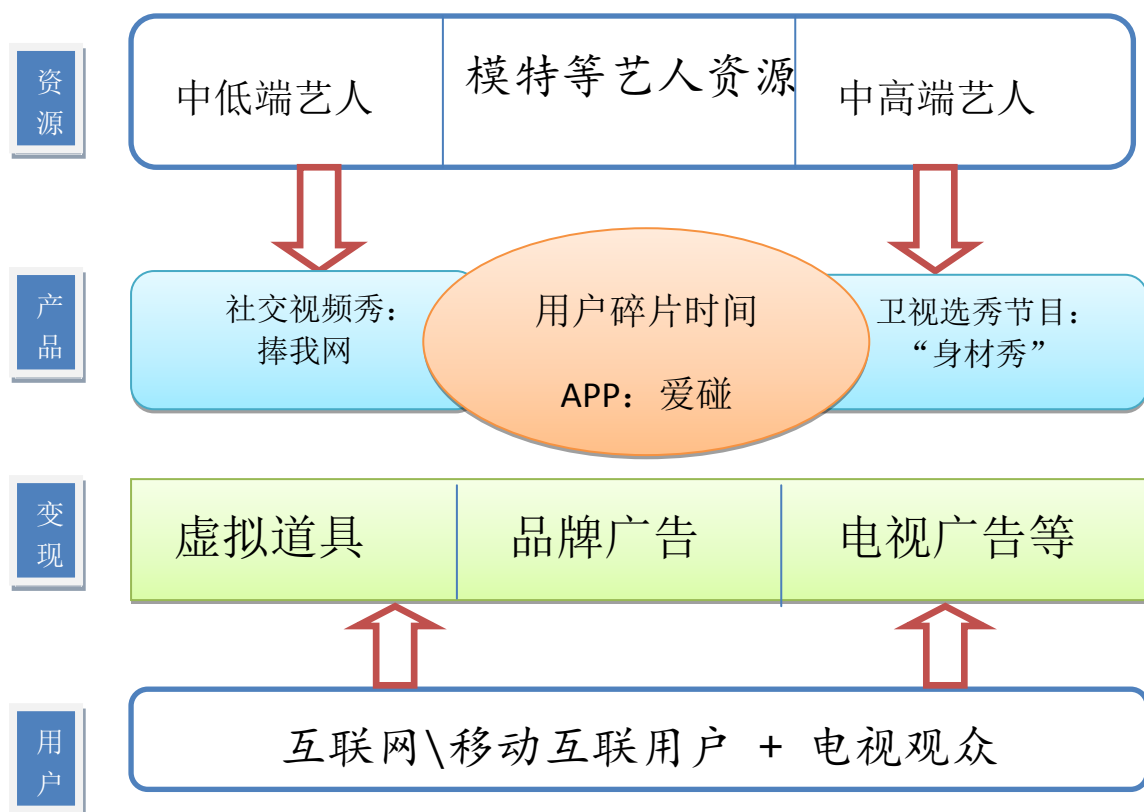 资源
中低端艺人
模特等艺人资源
中高端艺人
产品
社交视频秀：
捧我网
用户碎片时间
APP：爱碰
卫视选秀节目：
“身材秀”
变现
虚拟道具
品牌广告
电视广告等
用户
互联网\移动互联用户 + 电视观众